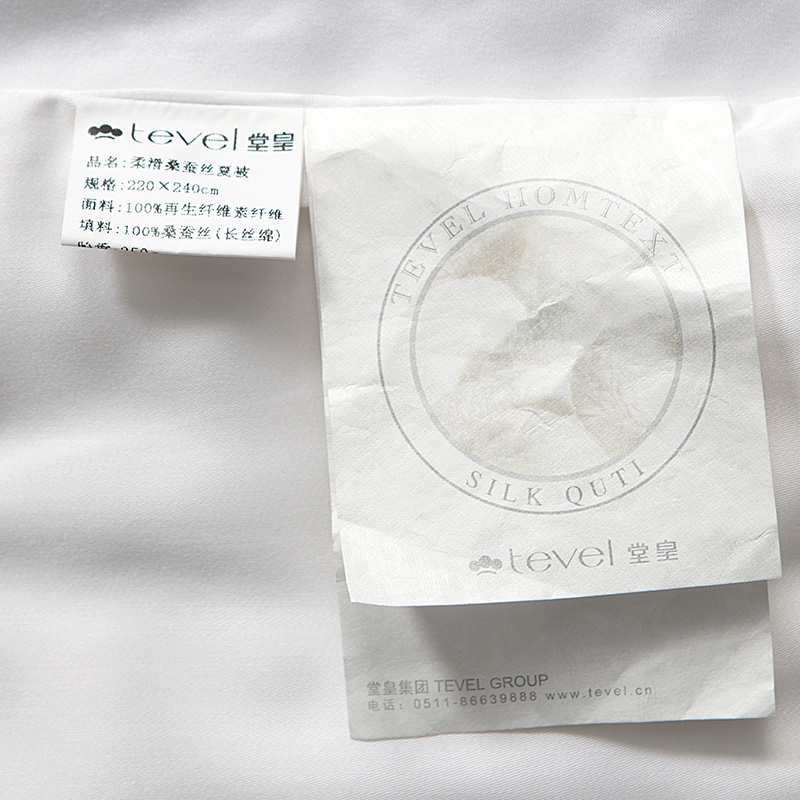 tevel 堂皇
品名:柔滑桑蚕丝夏被
规格:220×240cm
面料:100%再生纤维素纤维
填料:100%桑蚕丝(长丝绵)
TEVEL HOMTEXT
SILK QUTI
tevel 堂皇
堂皇集团 TEVEL GROUP
电话：0511-86639888 www.tevel.cn